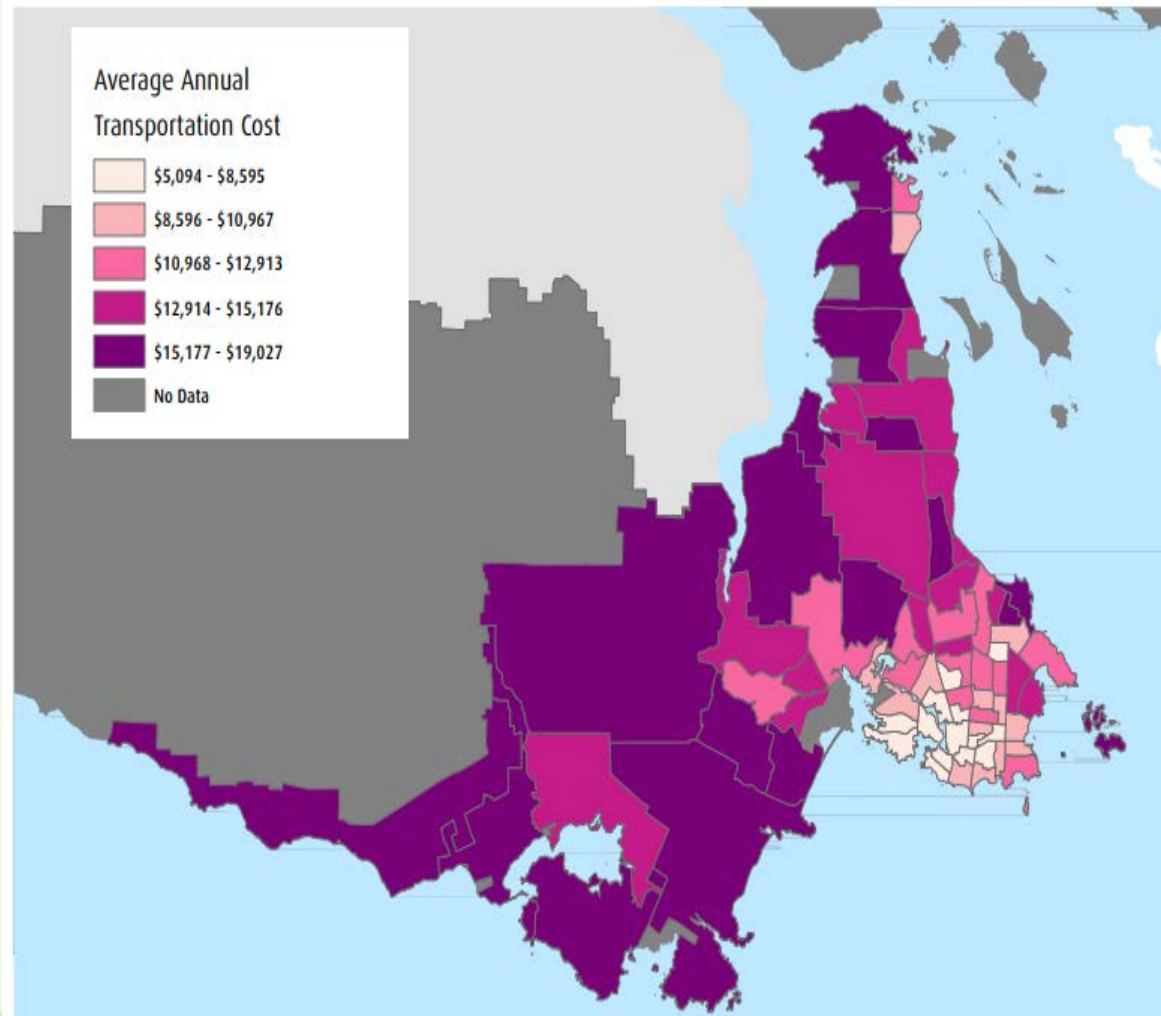 Average Annual
Transportation Cost
$5,094 - $8,595
$8,596 - $10,967
$10,968 - $12,913
$12,914 - $15,176
$15,177 - $19,027
No Data